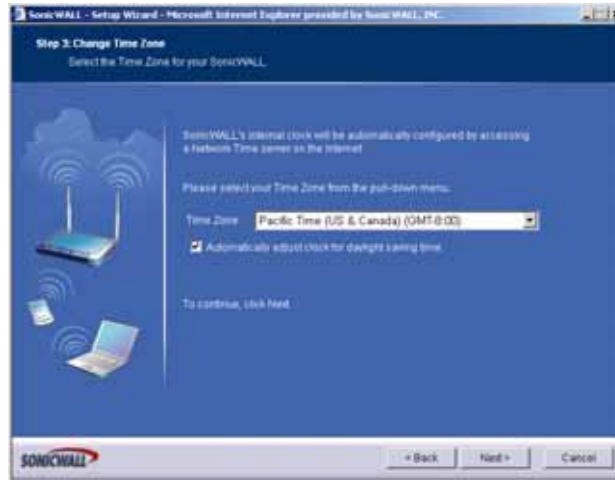 SonicWALL - Setup Wizard - Microsoft Internet Explorer provided by SonicWALL, INC.
Step 3: Change Time Zone
Select the Time Zone for your SonicWALL.
SonicWALL's internal clock will be automatically configured by accessing
a Network Time server on the Internet
Please select your Time Zone from the pull-down menu.
Time Zone Pacific Time (US & Canada) (GMT-8:00)
Automatically adjust clock for daylight saving time
To continue, click Next.
SONICWALL
< Back Next > Cancel